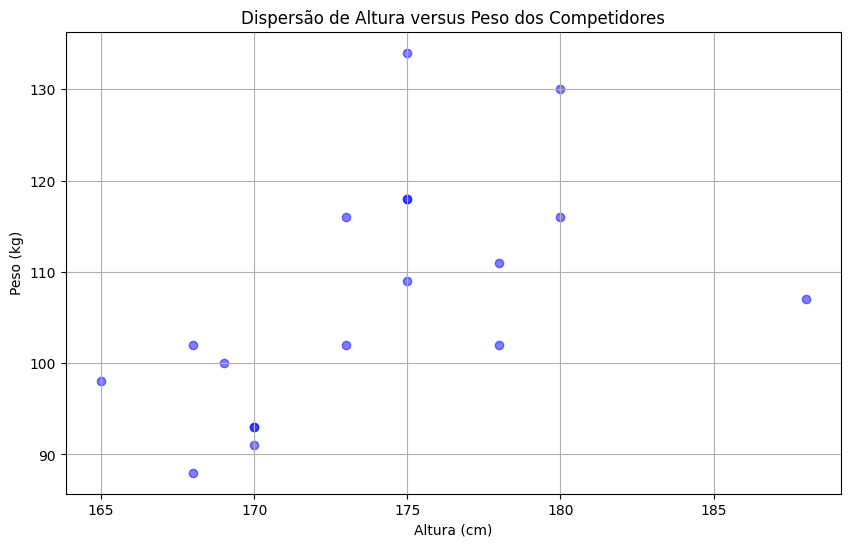 Dispersão de Altura versus Peso dos Competidores
Peso (kg)
130
120
110
100
90
165 170 175 180 185
Altura (cm)